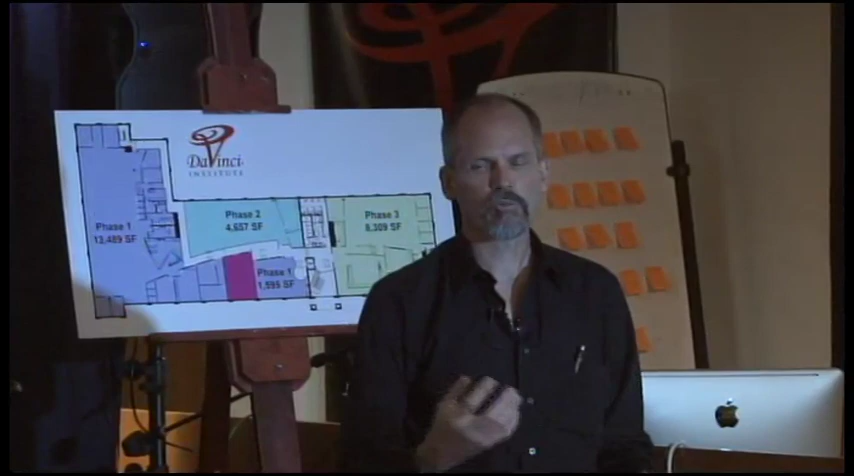 DaVinci
INSTITUTE
Phase 1
13,489 SF
Phase 2
4,657 SF
Phase 3
8,309 SF
Phase 1
1,595 SF